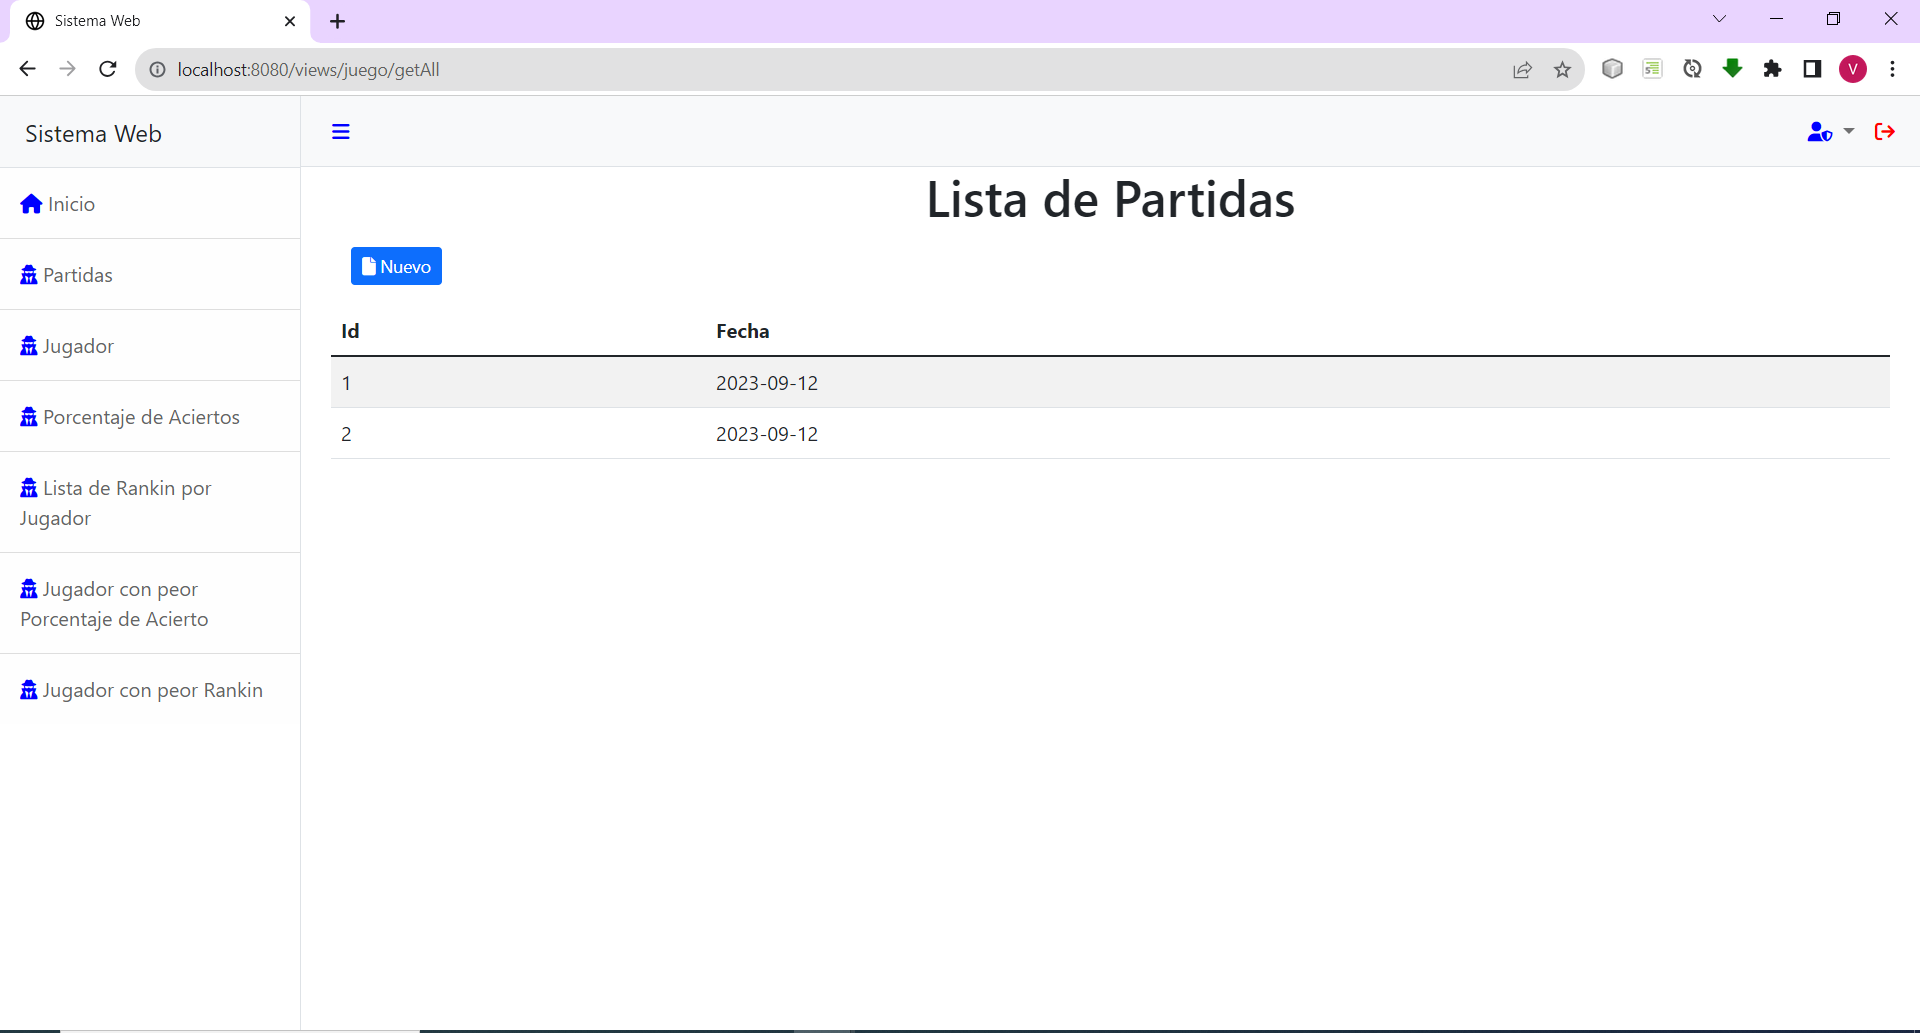 Sistema Web
localhost:8080/views/juego/getAll
V
Sistema Web
Inicio
Partidas
Jugador
Porcentaje de Aciertos
Lista de Rankin por
Jugador
Jugador con peor
Porcentaje de Acierto
Jugador con peor Rankin
Lista de Partidas
Nuevo
Id Fecha
1 2023-09-12
2 2023-09-12